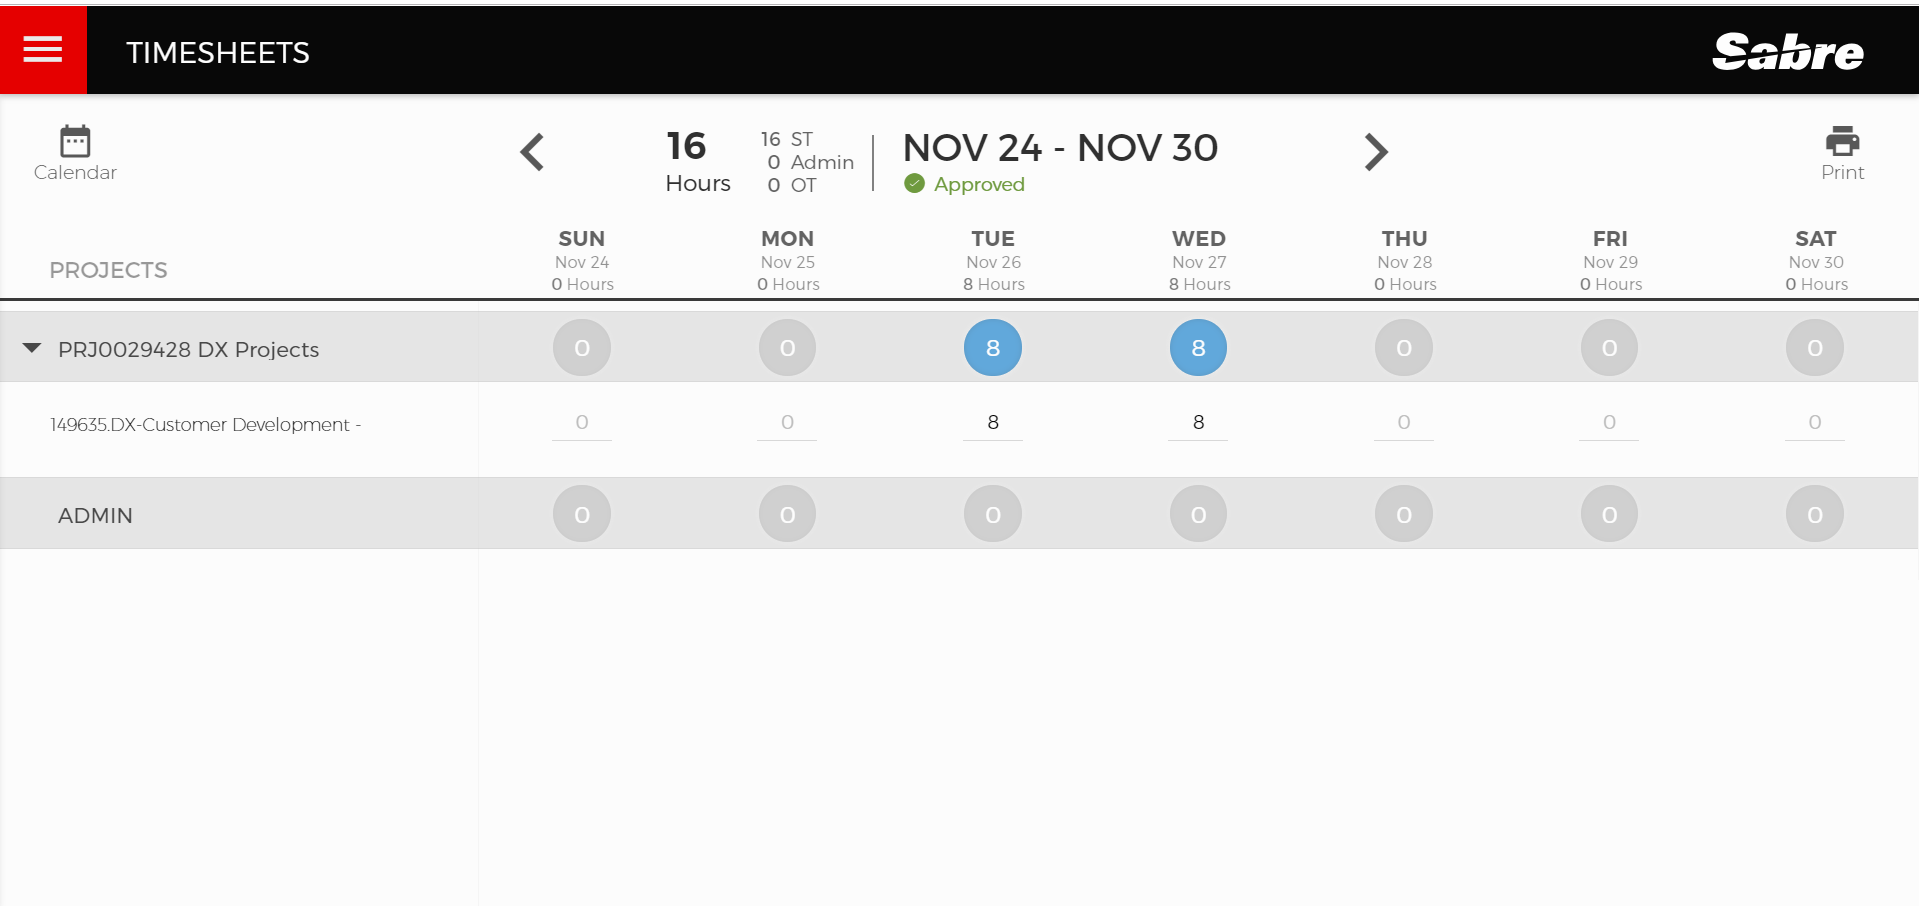 TIMESHEETS
Sabre
Calendar
16
Hours
16 ST
0 Admin
0 OT
NOV 24 - NOV 30
Approved
Print
PROJECTS
SUN MON TUE WED THU FRI SAT
Nov 24 Nov 25 Nov 26 Nov 27 Nov 28 Nov 29 Nov 30
0 Hours 0 Hours 8 Hours 8 Hours 0 Hours 0 Hours 0 Hours
PRJ0029428 DX Projects 0 0 8 8 0 0 0
149635.DX-Customer Development - 0 0 8 8 0 0 0
ADMIN 0 0 0 0 0 0 0